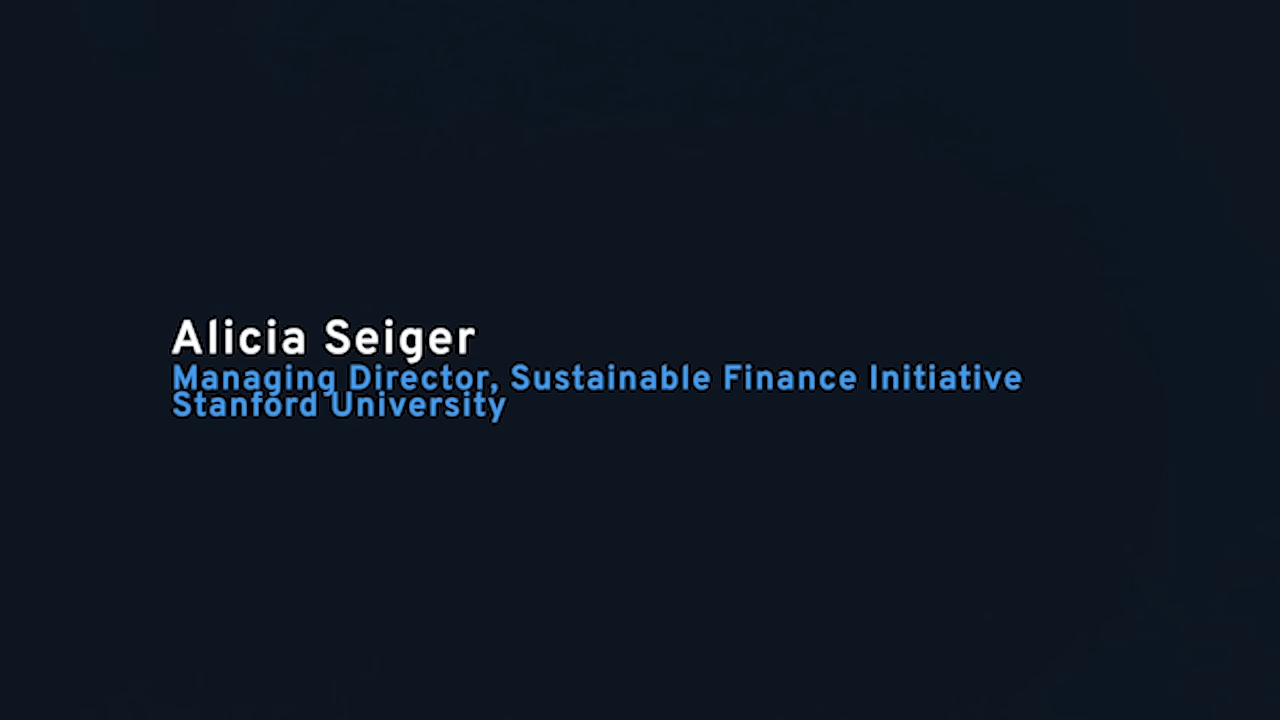 Alicia Seiger
Managing Director, Sustainable Finance Initiative
Stanford University